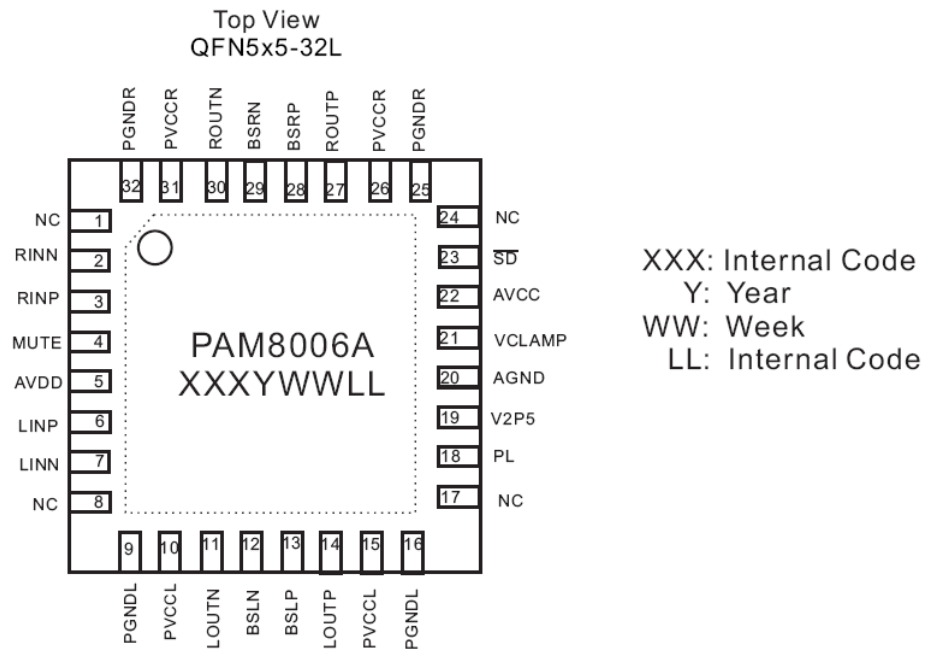 Top View
QFN5x5-32L
PGNDR
PVCCR
ROUTN
BSRN
BSRP
ROUTP
PVCCR
PGNDR
32 31 30 29 28 27 26 25
NC 1
RINN 2
RINP 3
MUTE 4
AVDD 5
LINP 6
LINN 7
NC 8
24 NC
23 SD
22 AVCC
21 VCLAMP
20 AGND
19 V2P5
18 PL
17 NC
PAM8006A
XXXYWWLL
9 10 11 12 13 14 15 16
PGNDL
PVCCL
LOUTN
BSLN
BSLP
LOUTP
PVCCL
PGNDL
XXX: Internal Code
Y: Year
WW: Week
LL: Internal Code